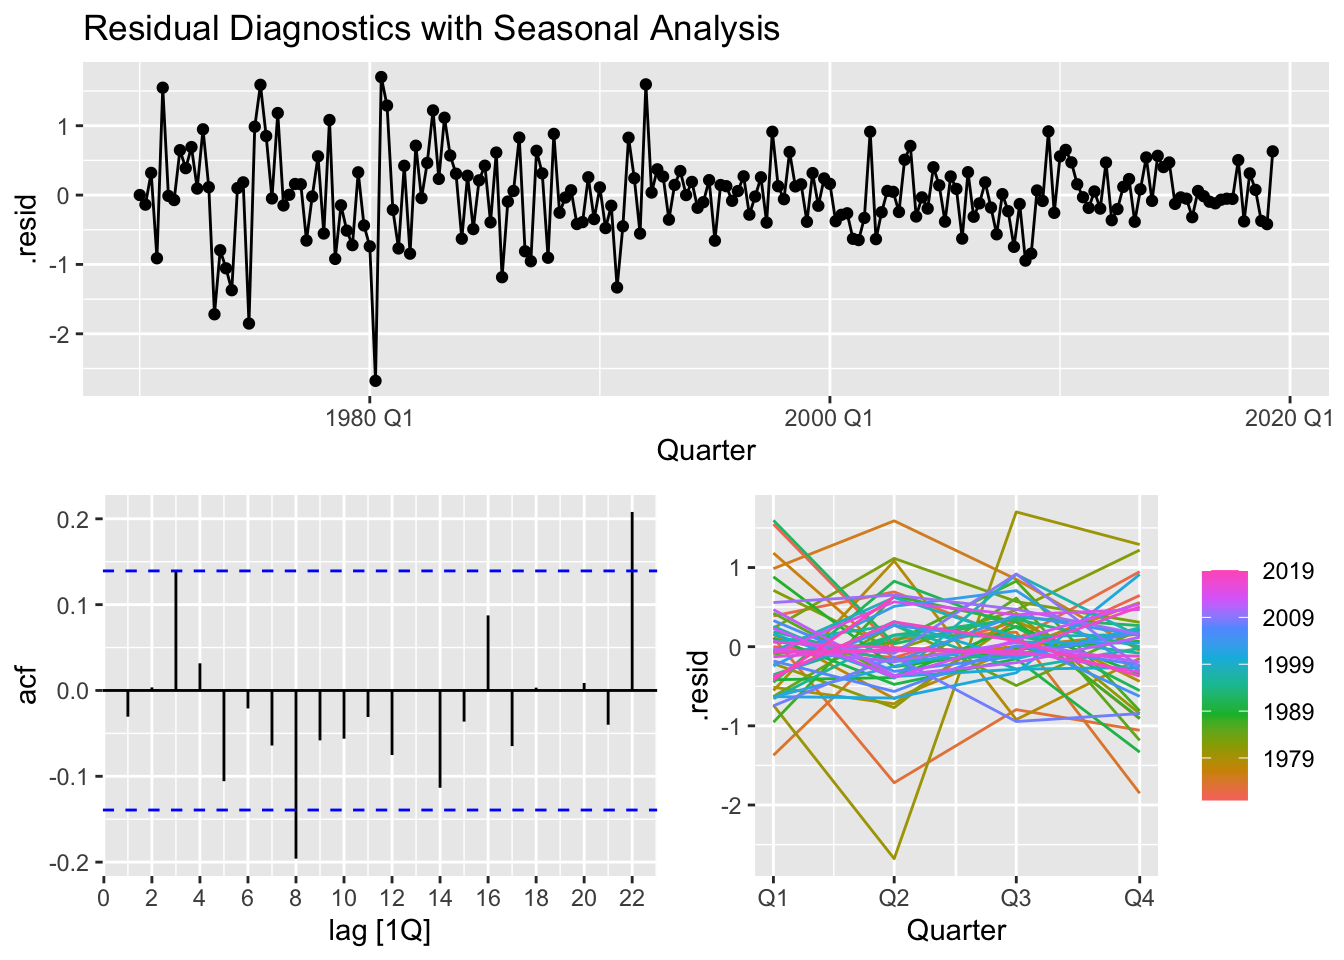 Residual Diagnostics with Seasonal Analysis
1
0
-1
-2
.resid
1980 Q1 2000 Q1 2020 Q1
Quarter
0.2
0.1
0.0
-0.1
-0.2
acf
0 2 4 6 8 10 12 14 16 18 20 22
lag [1Q]
1
0
-1
-2
.resid
Q1 Q2 Q3 Q4
Quarter
2019
2009
1999
1989
1979